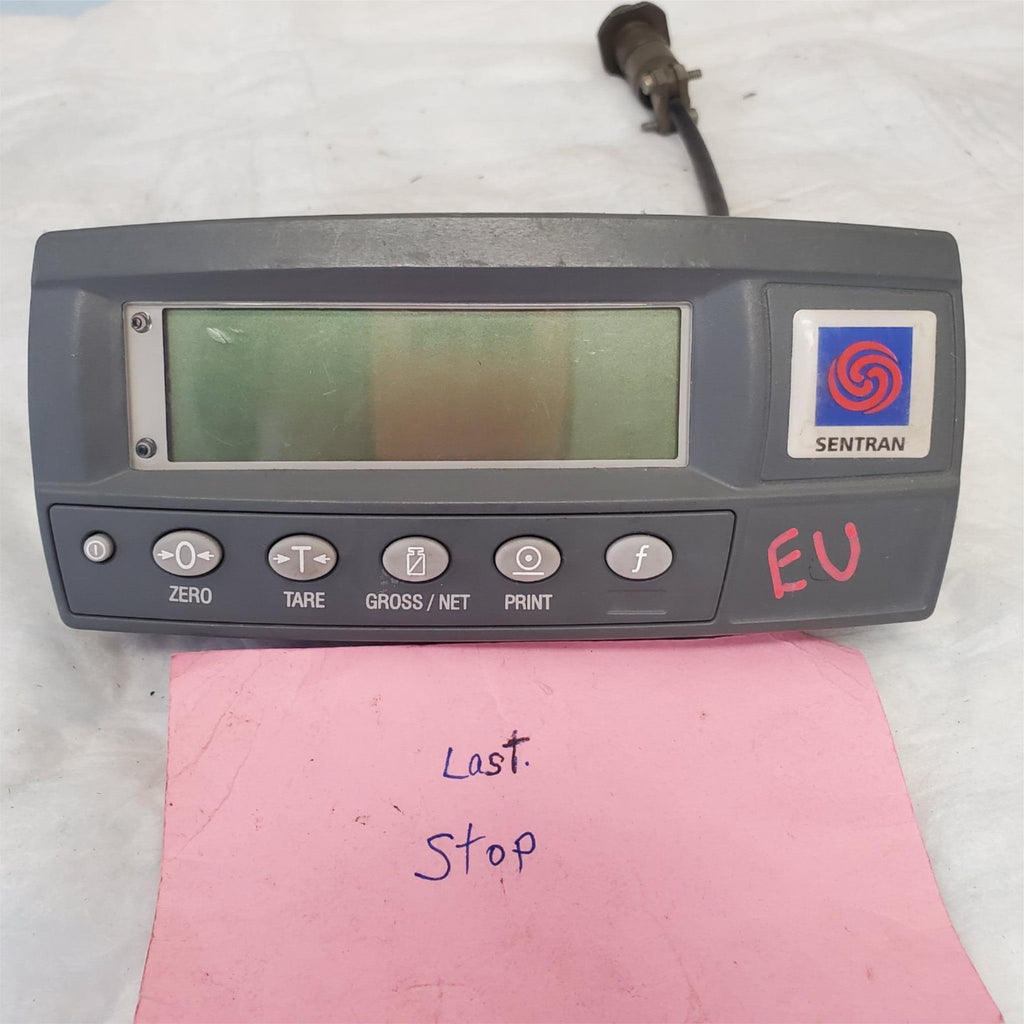 SENTRAN
ZERO
T
TARE
GROSS / NET
PRINT
f
EU
Last.
Stop